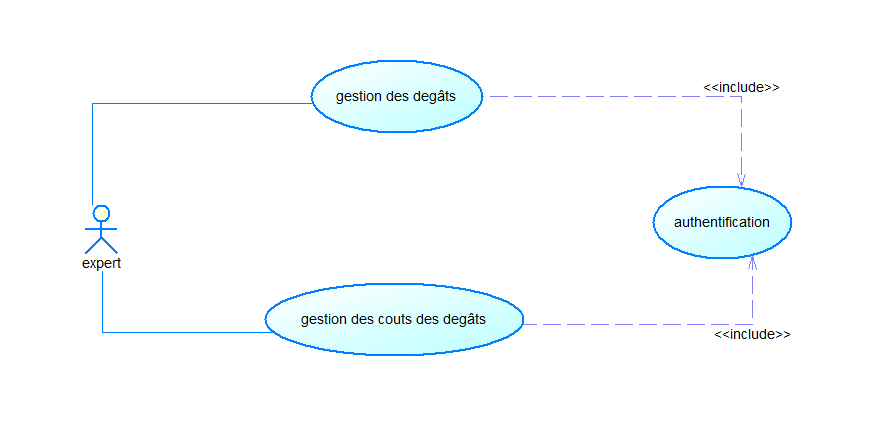 gestion des degâts
<<include>>
authentification
expert
gestion des couts des degâts
<<include>>